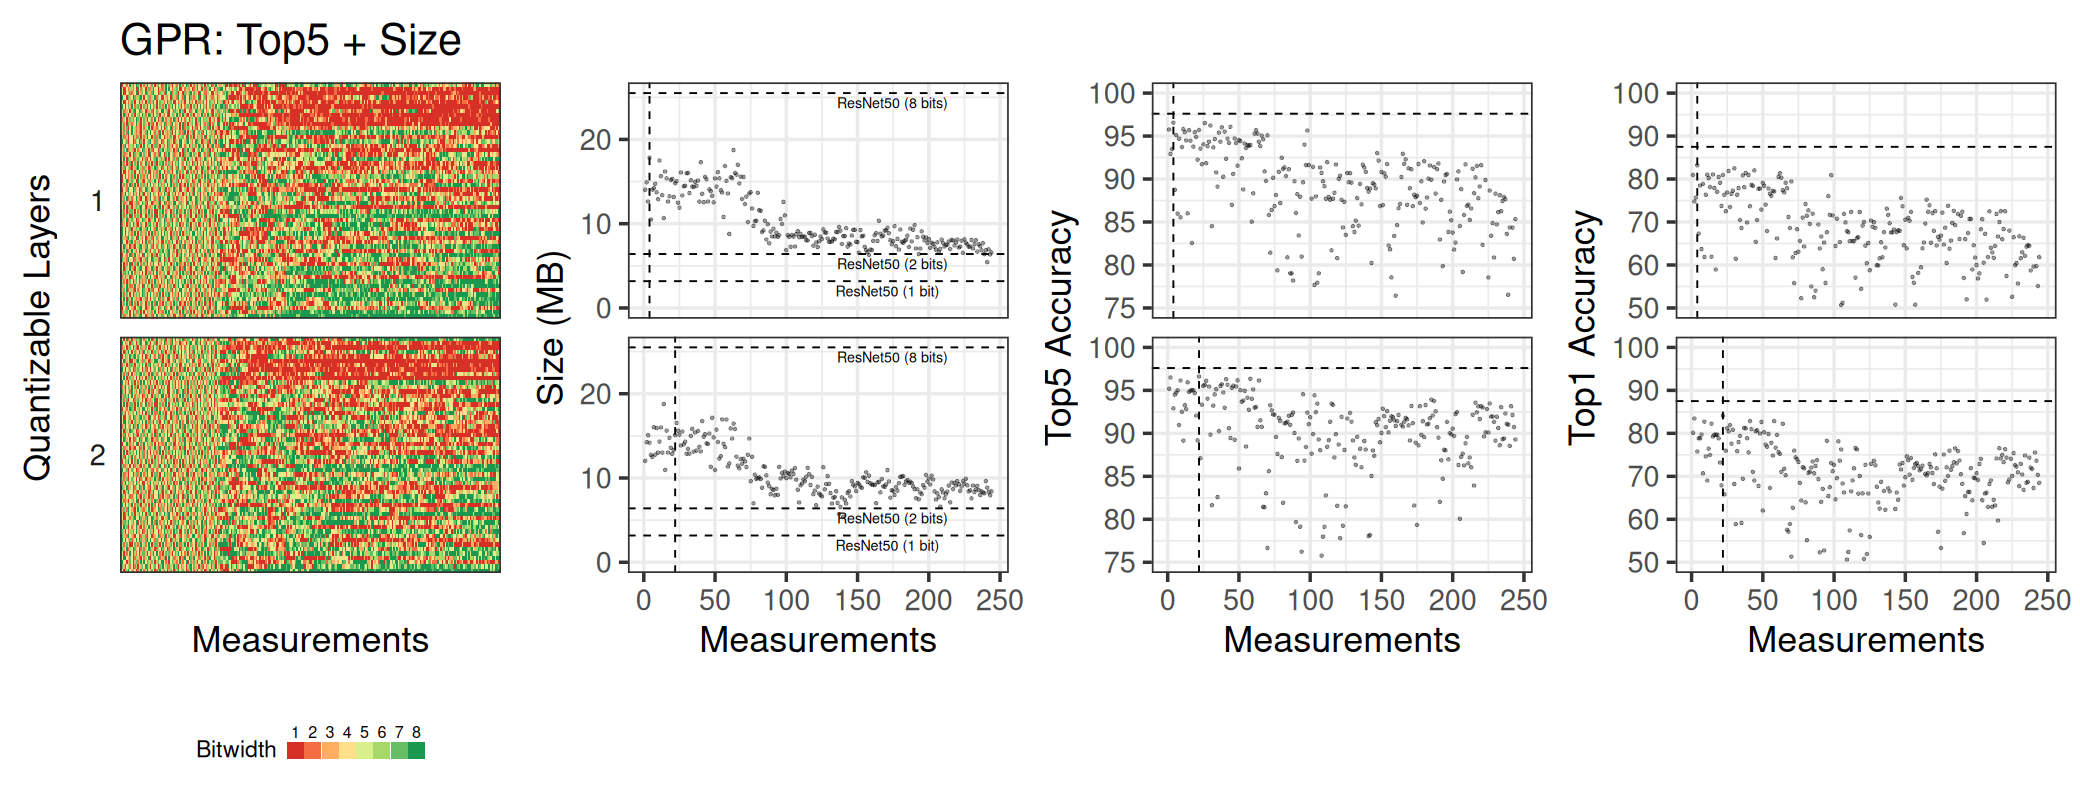 GPR: Top5 + Size
Quantizable Layers
1
2
Measurements
Bitwidth
1 2 3 4 5 6 7 8
Size (MB)
20
10
0
ResNet50 (8 bits)
ResNet50 (2 bits)
ResNet50 (1 bit)
20
10
0
ResNet50 (8 bits)
ResNet50 (2 bits)
ResNet50 (1 bit)
0 50 100 150 200 250
Measurements
Top5 Accuracy
100
95
90
85
80
75
100
95
90
85
80
75
0 50 100 150 200 250
Measurements
Top1 Accuracy
100
90
80
70
60
50
100
90
80
70
60
50
0 50 100 150 200 250
Measurements